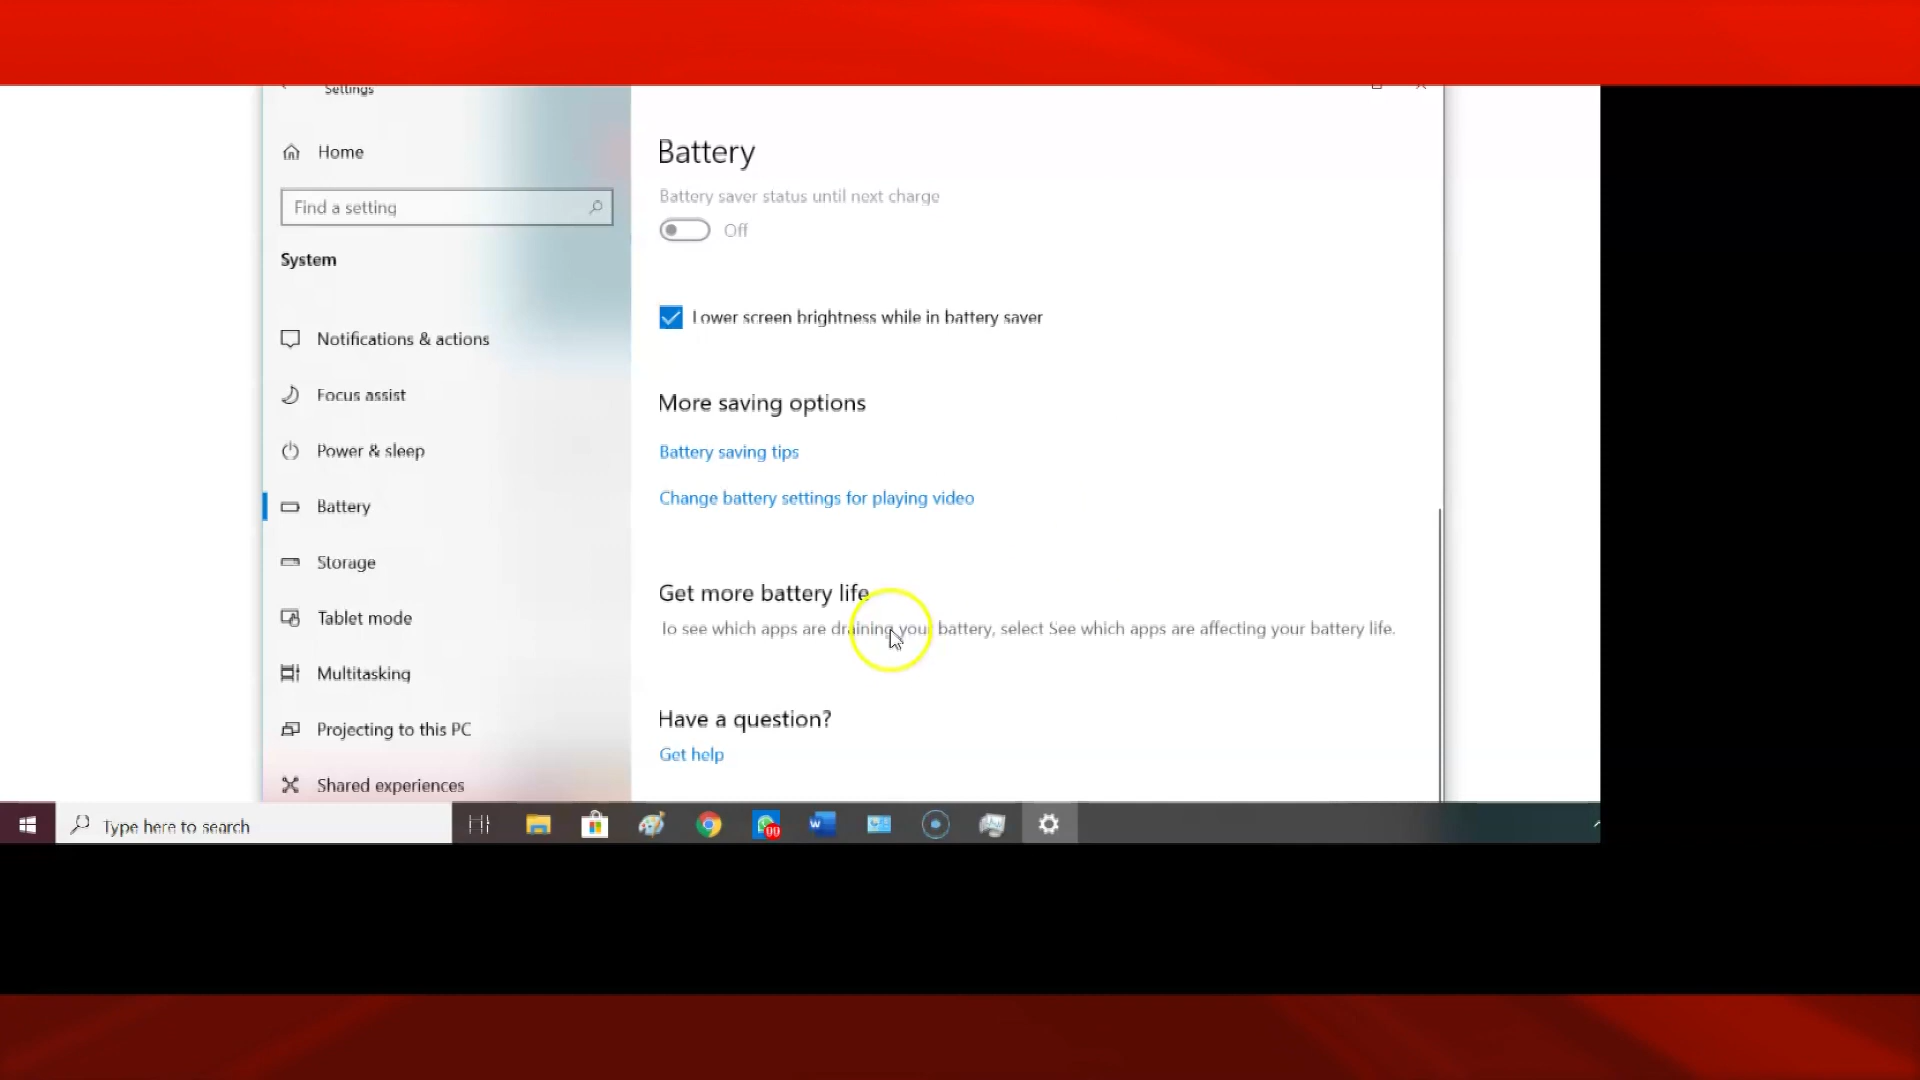 Settings
Home
Find a setting
System
Notifications & actions
Focus assist
Power & sleep
Battery
Storage
Tablet mode
Multitasking
Projecting to this PC
Shared experiences
Battery
Battery saver status until next charge
Off
Lower screen brightness while in battery saver
More saving options
Battery saving tips
Change battery settings for playing video
Get more battery life
To see which apps are draining your battery, select See which apps are affecting your battery life.
Have a question?
Get help
Type here to search
W